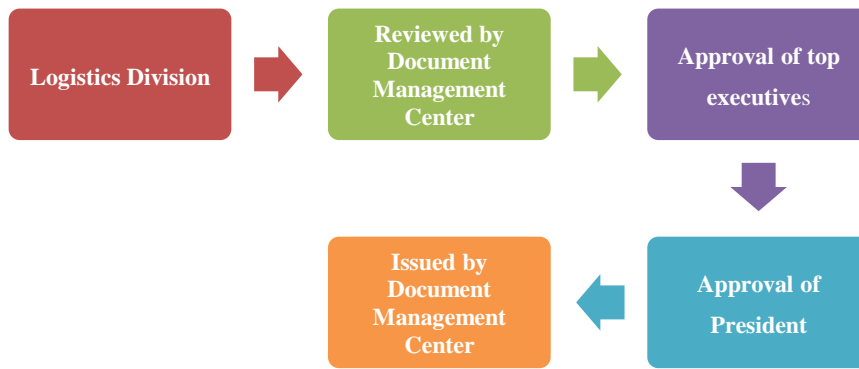 Logistics Division
Reviewed by
Document
Management
Center
Approval of top
executives
Approval of
President
Issued by
Document
Management
Center